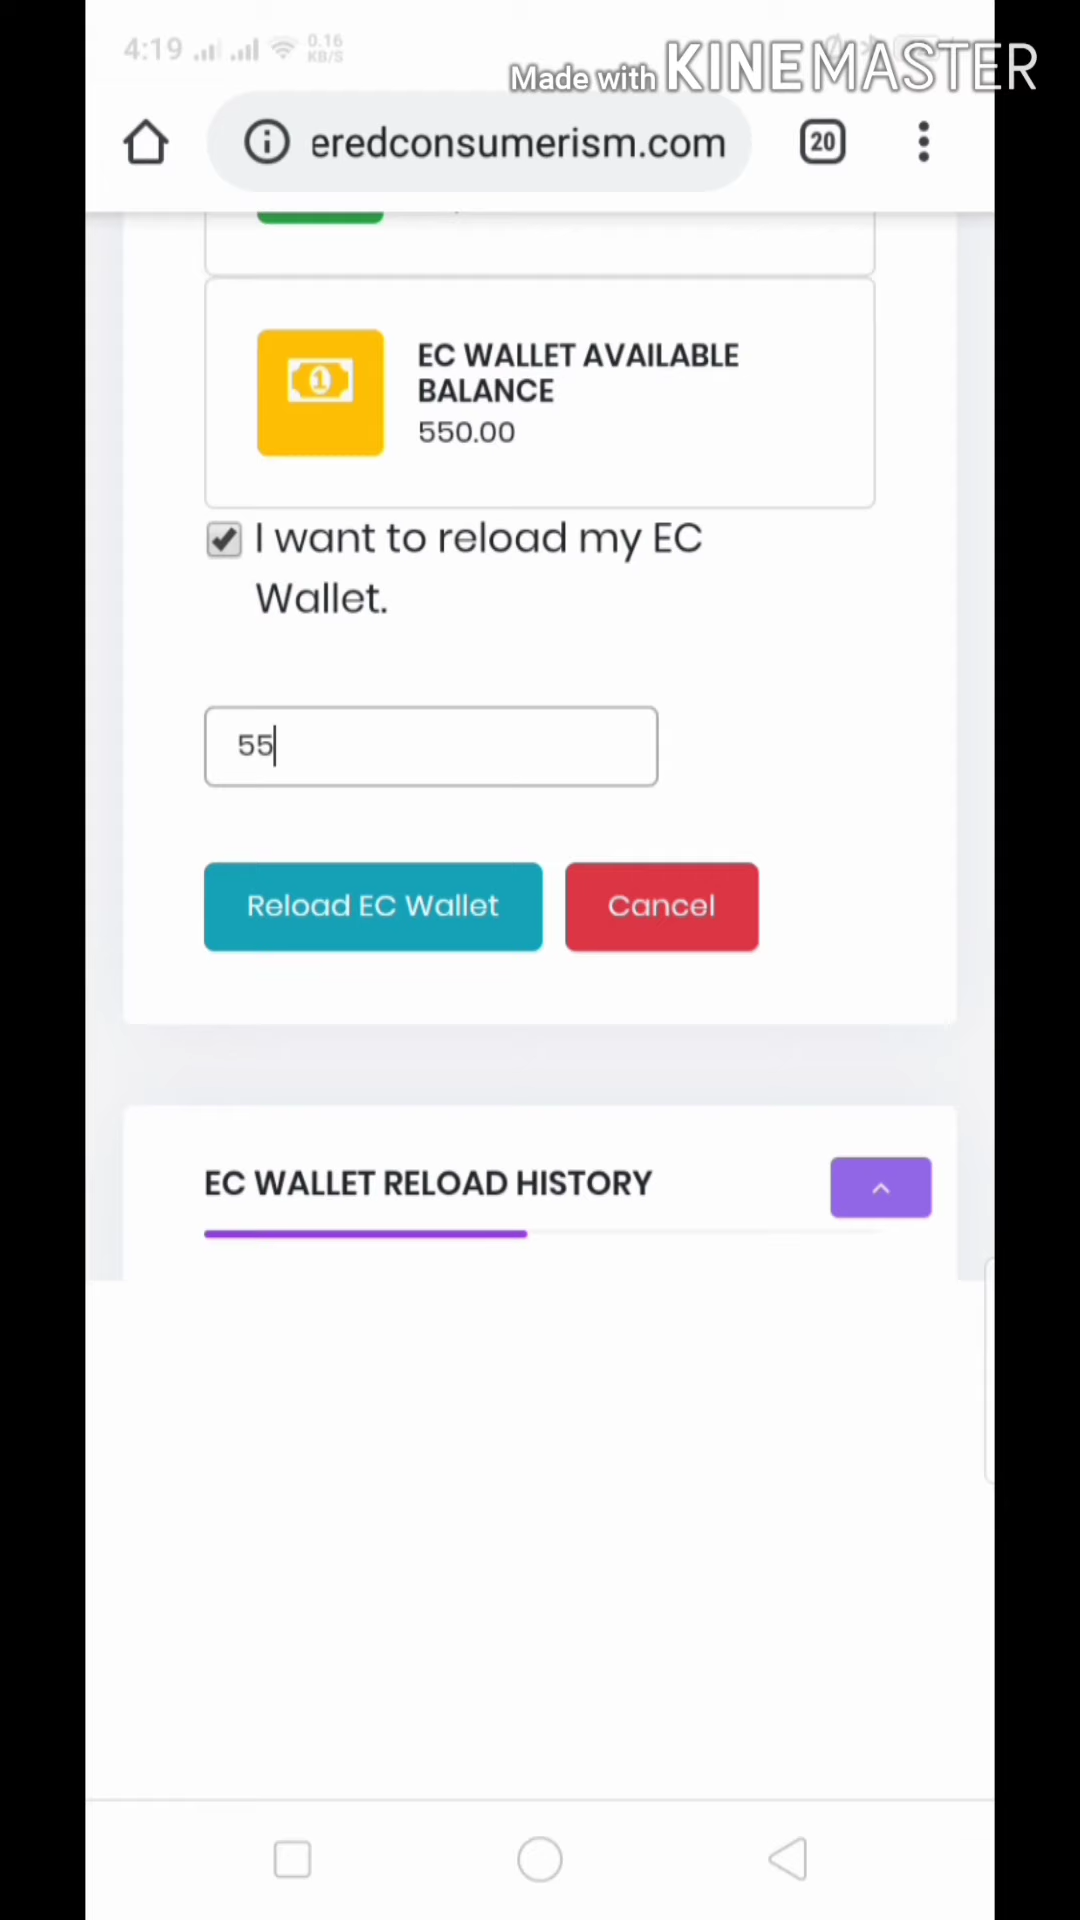 4:19
0.16
KB/S
Made with KINEMASTER
eredconsumerism.com
20
EC WALLET AVAILABLE
BALANCE
550.00
I want to reload my EC
Wallet.
55
Reload EC Wallet
Cancel
EC WALLET RELOAD HISTORY